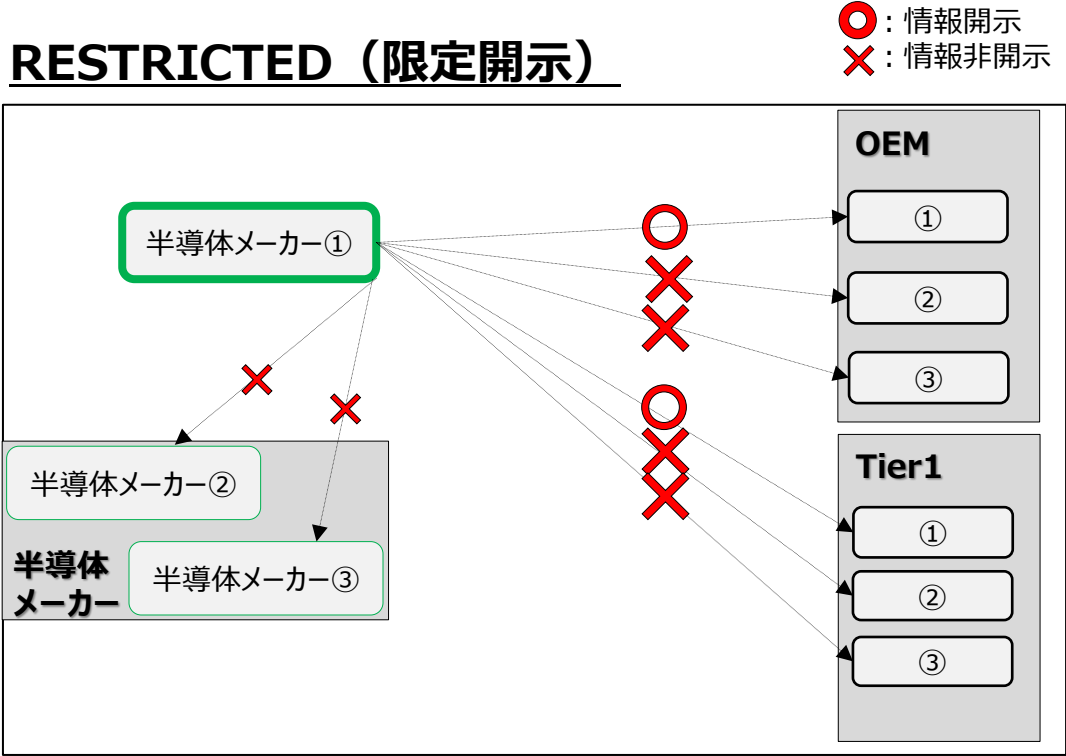 ○：情報開示
×：情報非開示
RESTRICTED（限定開示）
OEM
①
②
③
半導体メーカー①
Tier1
①
②
③
半導体メーカー②
半導体メーカー③
半導体
メーカー